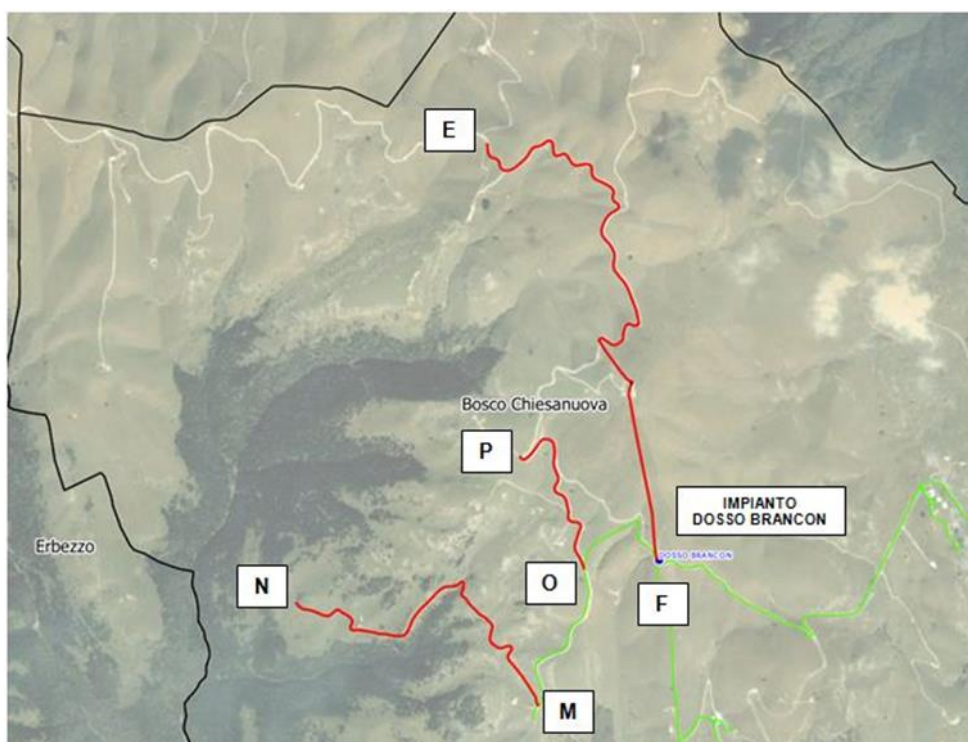 E
Bosco Chiesanuova
P
IMPIANTO
DOSSO BRANCON
DOSSO BRANCON
Erbezzo
N
O
F
M